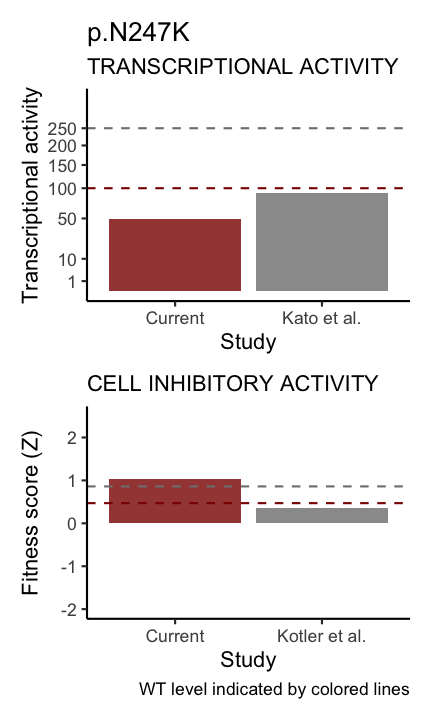 p.N247K
TRANSCRIPTIONAL ACTIVITY
Transcriptional activity
250
200
150
100
50
10
1
Current
Kato et al.
Study
CELL INHIBITORY ACTIVITY
Fitness score (Z)
2
1
0
-1
-2
Current
Kotler et al.
Study
WT level indicated by colored lines